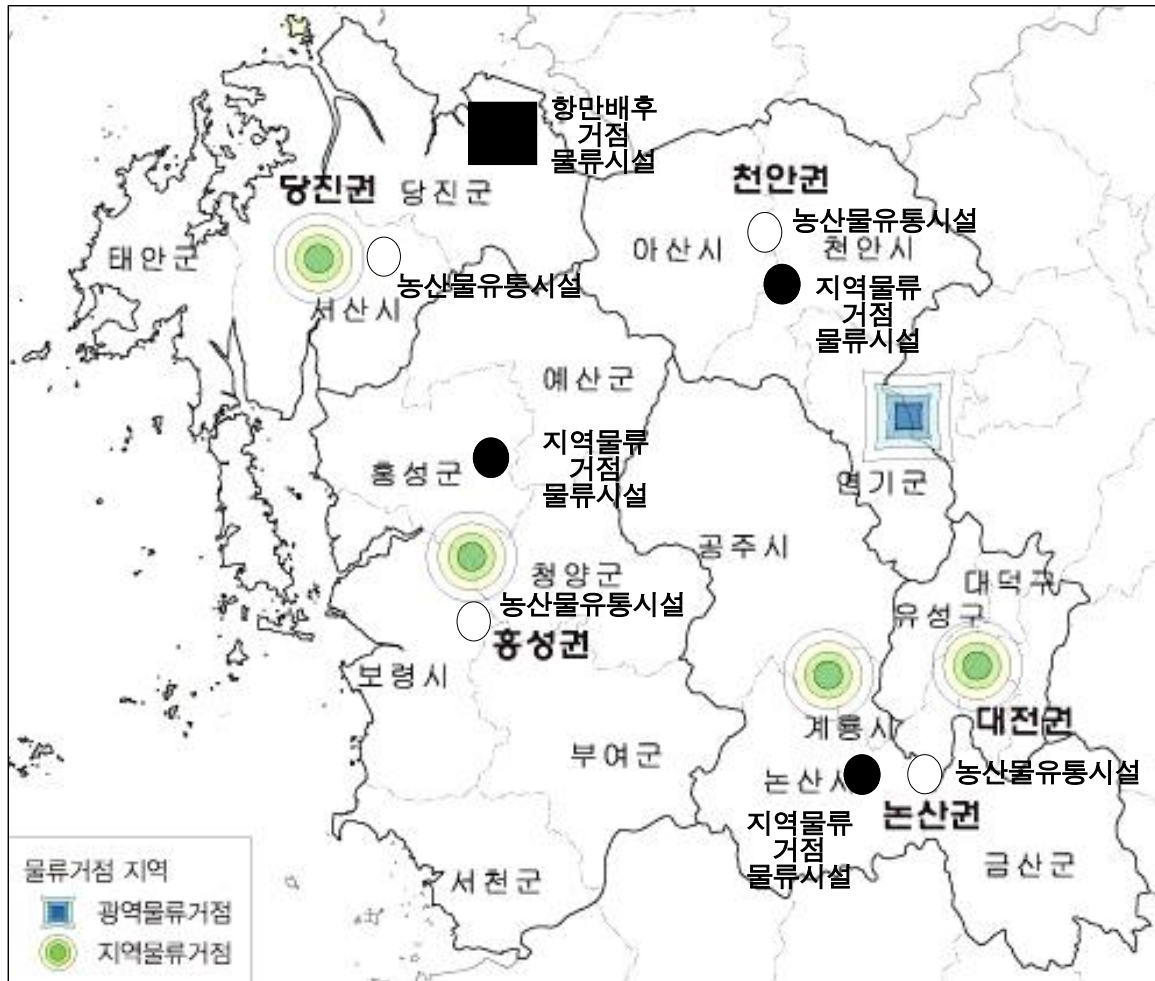 항만배후
거점
물류시설
당진권
당진군
천안권
농산물유통시설
아산시
천안시
태안군
농산물유통시설
서산시
지역물류
거점
물류시설
예산군
지역물류
거점
물류시설
홍성군
연기군
공주시
청양군
대덕구
농산물유통시설
유성구
홍성권
보령시
대전권
계룡시
부여군
논산시
농산물유통시설
논산권
지역물류
거점
물류시설
금산군
서천군
물류거점 지역
광역물류거점
지역물류거점